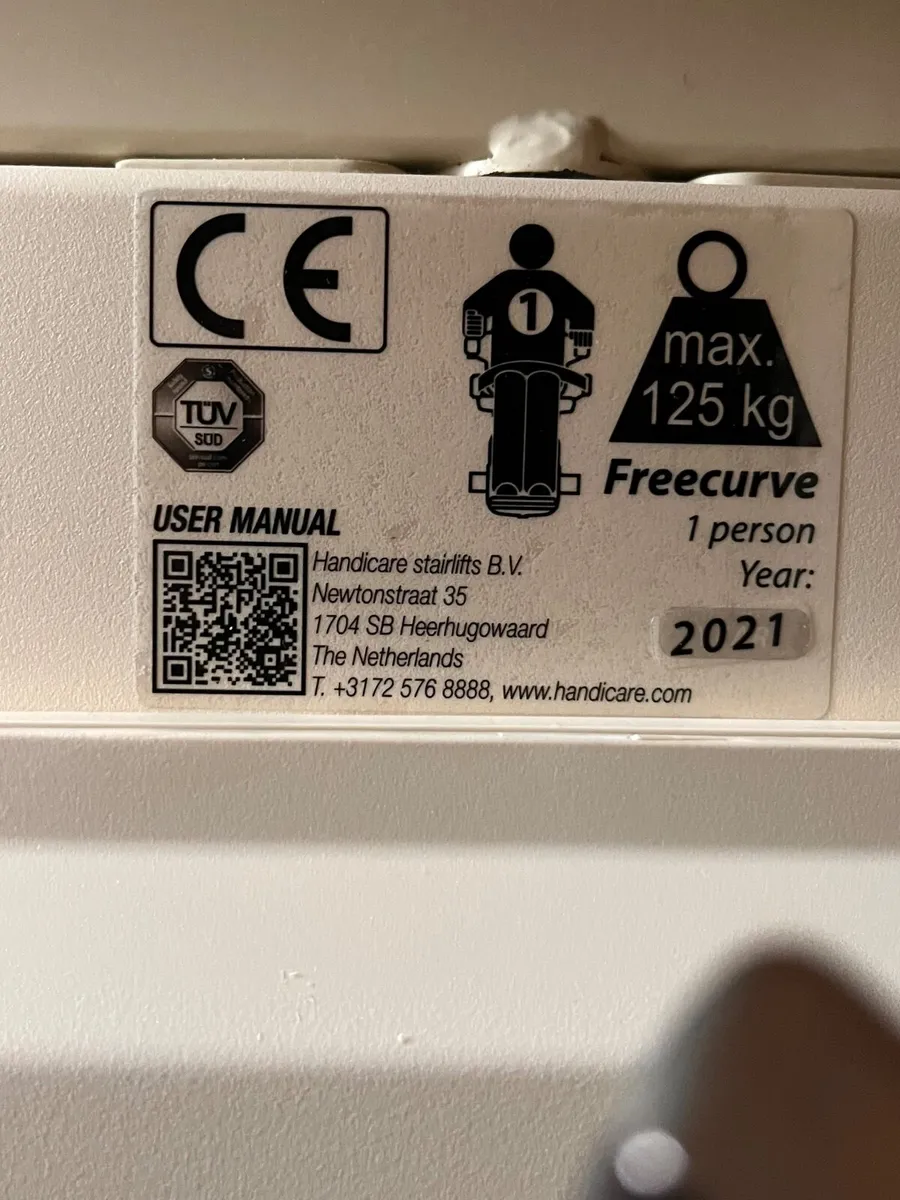 CE
1
max.
125 kg
TÜV
SÜD
Freecurve
1 person
Year:
2021
USER MANUAL
Handicare stairlifts B.V.
Newtonstraat 35
1704 SB Heerhugowaard
The Netherlands
T. +3172 576 8888, www.handicare.com